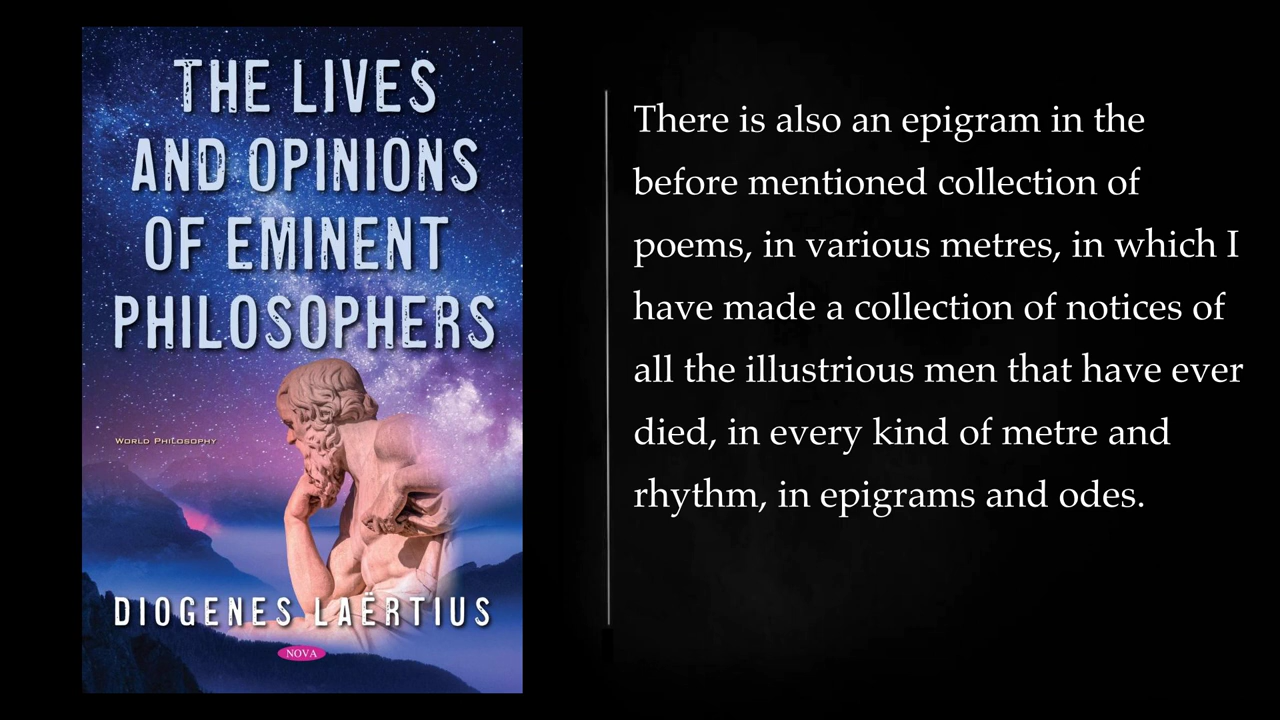 THE LIVES
AND OPINIONS
OF EMINENT
PHILOSOPHERS
WORLD PHILOSOPHY
DIOGENES LAËRTIUS
NOVA
There is also an epigram in the
before mentioned collection of
poems, in various metres, in which I
have made a collection of notices of
all the illustrious men that have ever
died, in every kind of metre and
rhythm, in epigrams and odes.